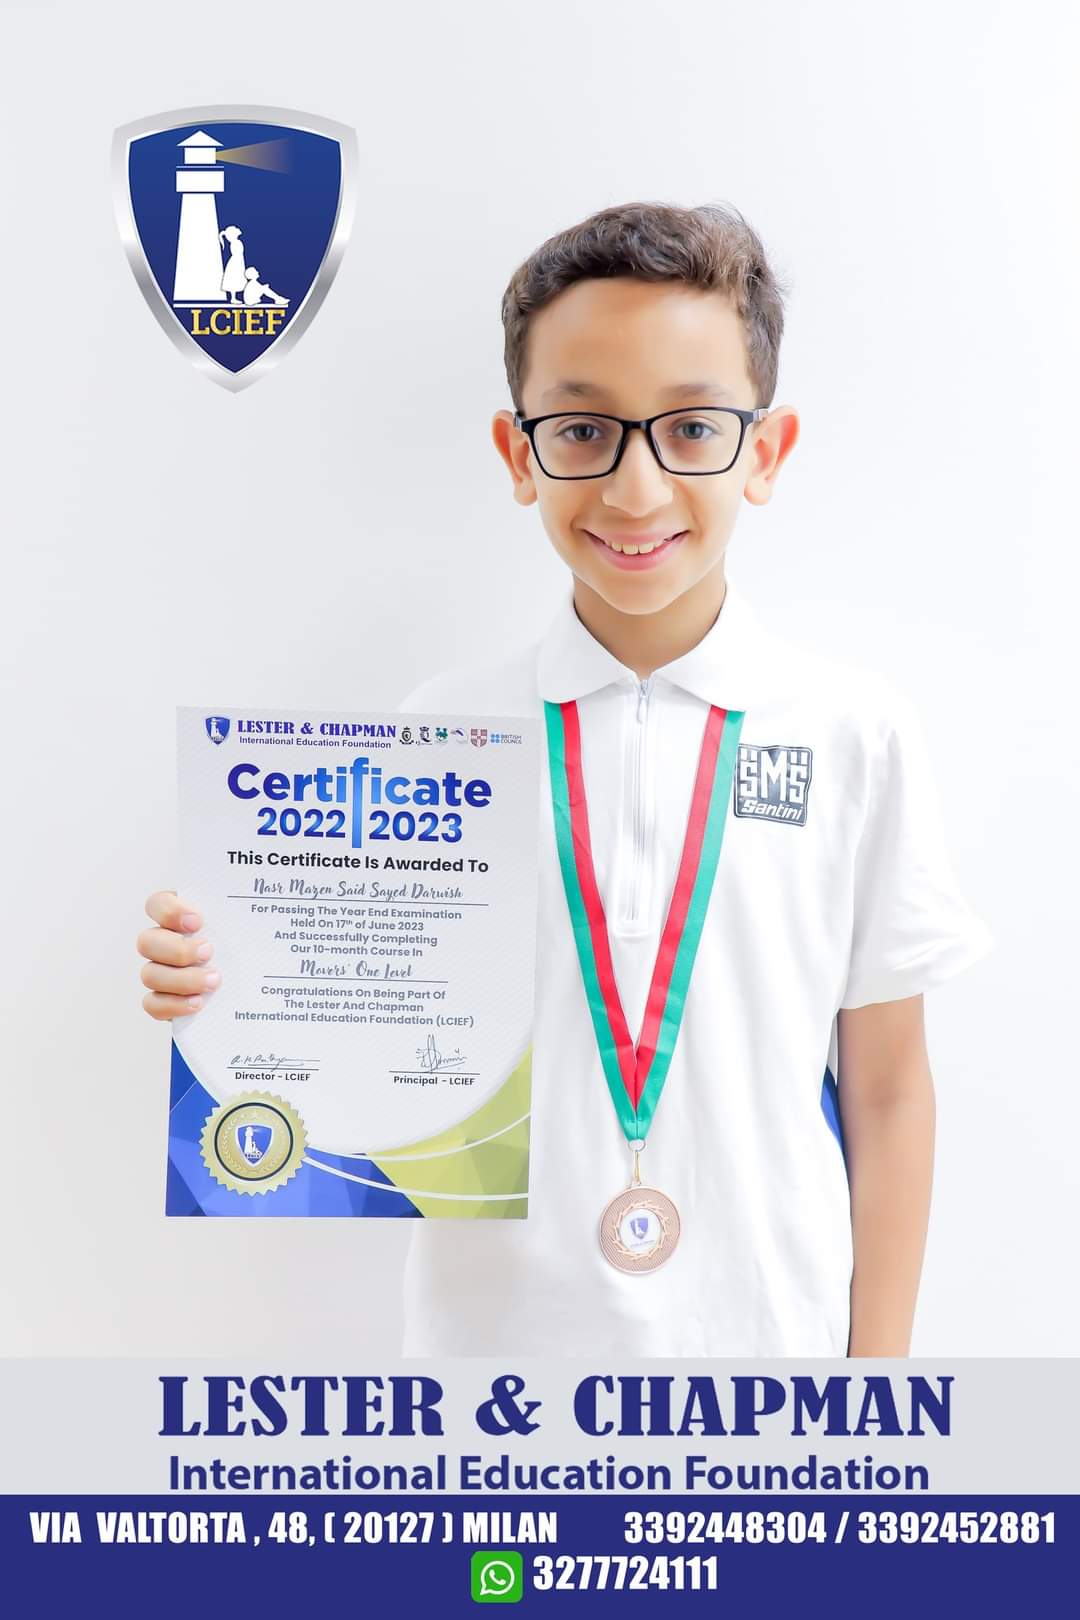 LCIEF
LESTER & CHAPMAN
International Education Foundation
BRITISH
COUNCIL
Certificate
2022 2023
This Certificate Is Awarded To
Nasr Mazen Said Sayed Darwish
For Passing The Year End Examination
Held On 17th of June 2023
And Successfully Completing
Our 10-month Course In
Movers' One Level
Congratulations On Being Part Of
The Lester And Chapman
International Education Foundation (LCIEF)
Director - LCIEF
Principal - LCIEF
SMS
Santini
LESTER & CHAPMAN
International Education Foundation
VIA VALTORTA , 48, ( 20127 ) MILAN 3392448304 / 3392452881
3277724111